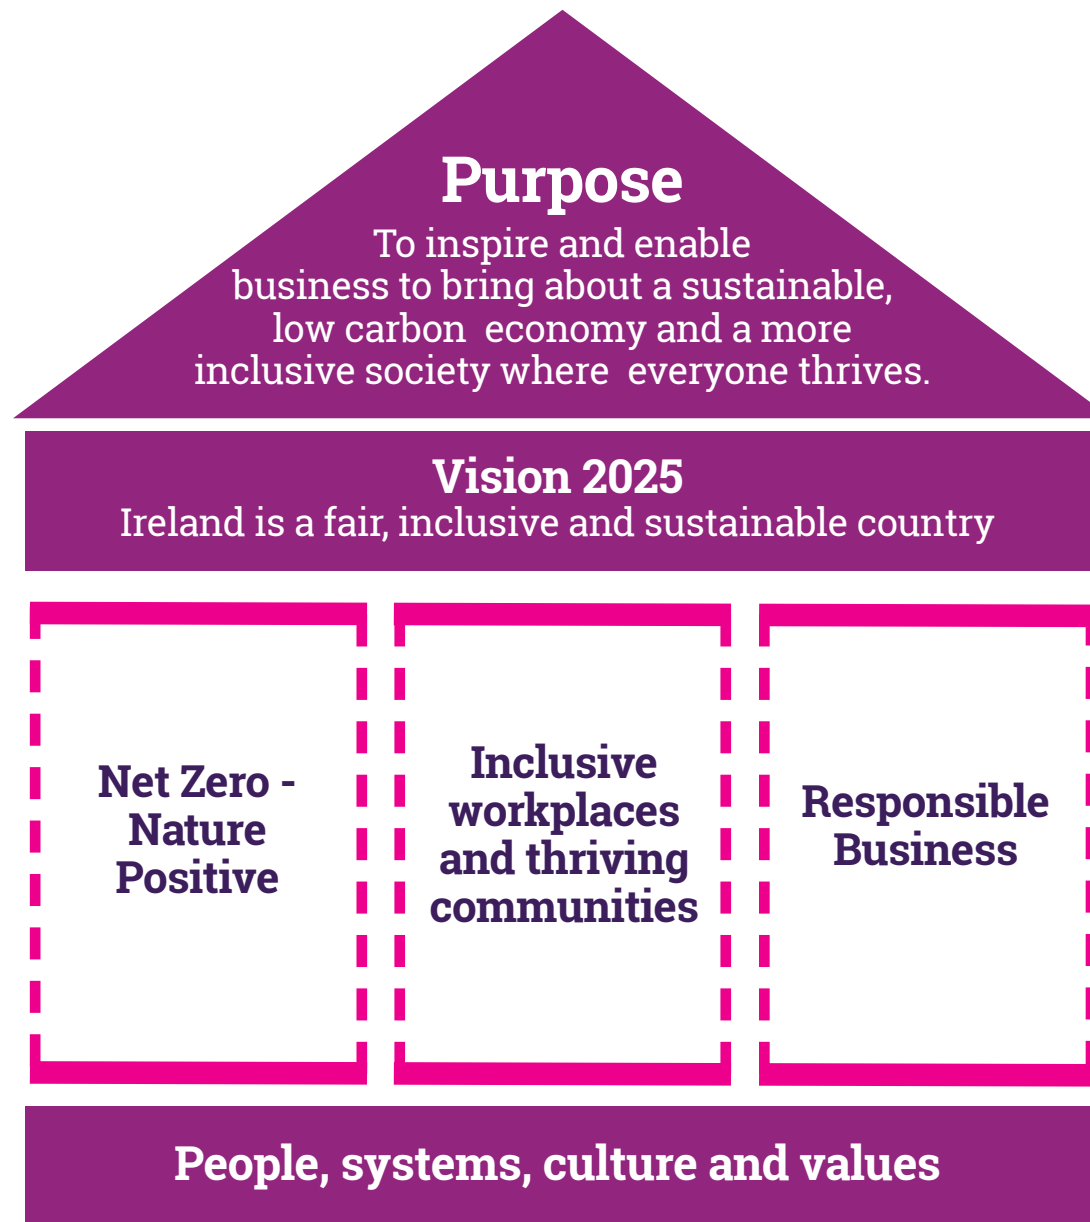 Purpose
To inspire and enable
business to bring about a sustainable,
low carbon economy and a more
inclusive society where everyone thrives.
Vision 2025
Ireland is a fair, inclusive and sustainable country
Net Zero -
Nature
Positive
Inclusive
workplaces
and thriving
communities
Responsible
Business
People, systems, culture and values